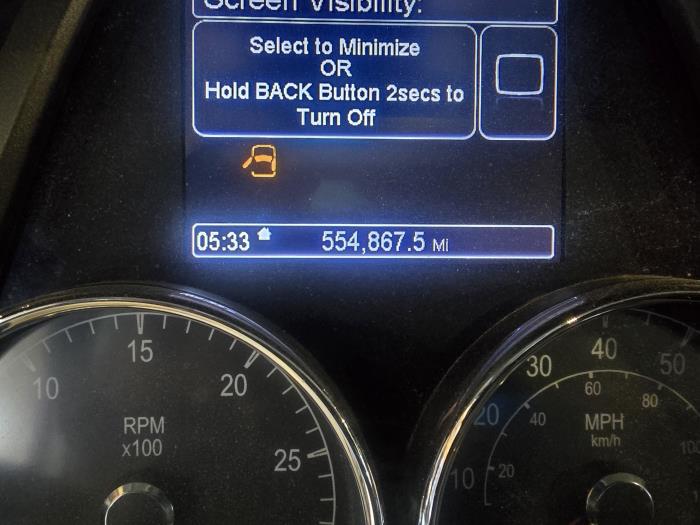 Screen Visibility:
Select to Minimize
OR
Hold BACK Button 2secs to
Turn Off
05:33 554,867.5 MI
10 15 20 25
RPM
x100
10 20 30 40 50
20 40 60 80 100
MPH
km/h